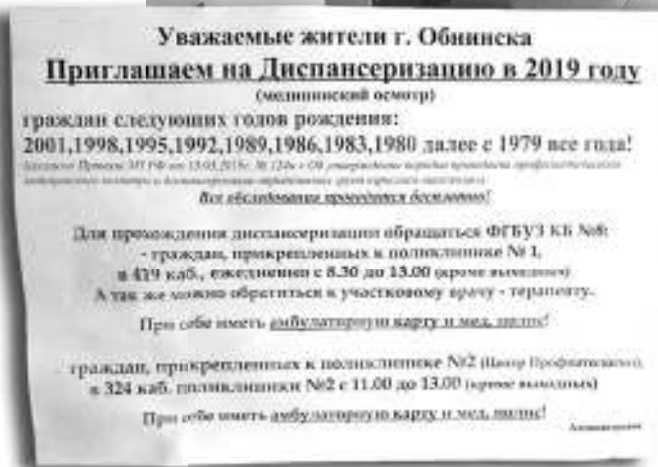 Уважаемые жители г. Обнинска
Приглашаем на Диспансеризацию в 2019 году
(медицинский осмотр)
граждан следующих годов рождения:
2001,1998,1995,1992,1989,1986,1983,1980 далее с 1979 все года!
Все обследования проводятся бесплатно!
Для прохождения диспансеризации обращаться ФГБУЗ КБ №8:
- граждан, прикрепленных к поликлинике № 1,
в 419 каб., ежедневно с 8.30 до 13.00 (кроме выходных)
А так же можно обратиться к участковому врачу - терапевту.
При себе иметь амбулаторную карту и мед. полис!
граждан, прикрепленных к поликлинике №2 (Центр Профпатологии),
в 324 каб. поликлиники №2 с 11.00 до 13.00 (кроме выходных)
При себе иметь амбулаторную карту и мед. полис!